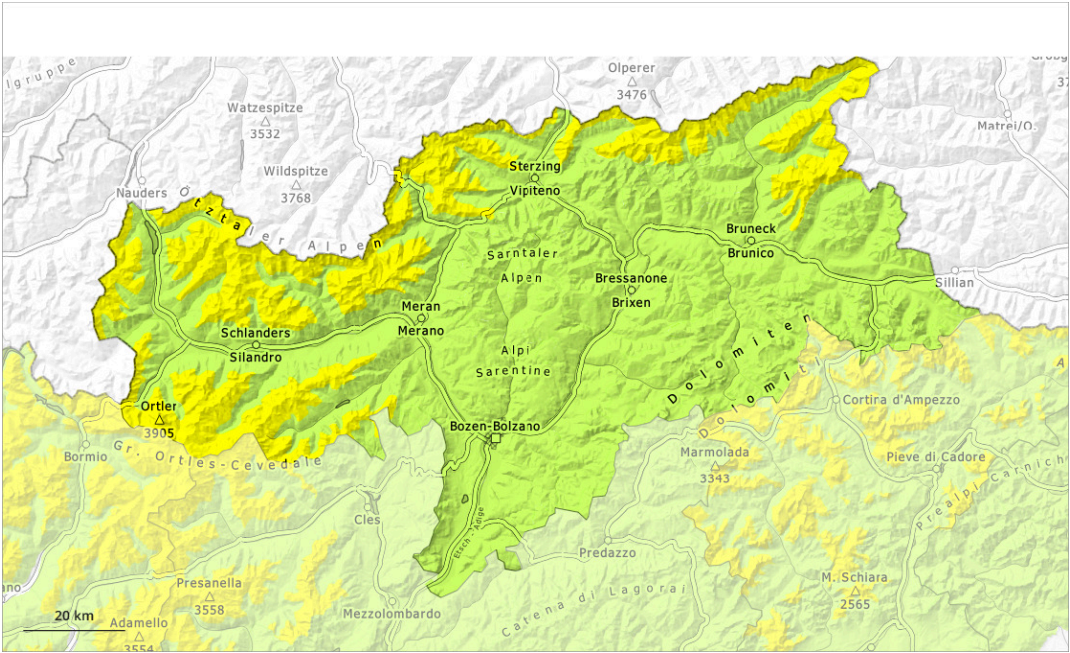 lgruppe
Olperer
3476
Watzespitze
3532
Matrei/O.
Wildspitze
3768
Nauders
Sterzing
Vipiteno
Ötztaler Alpen
Bruneck
Brunico
Sarntaler
Alpen
Bressanone
Brixen
Sillian
Meran
Merano
Schlanders
Silandro
Alpi
Sarentine
Dolomiten
Dolomiti
Ortler
3905
Cortina d'Ampezzo
Bozen-Bolzano
Gr. Ortles-Cevedale
Bormio
Marmolada
3343
Pieve di Cadore
Prealpi Carnich
Cles
Etsch - Adige
Predazzo
Presanella
3558
M. Schiara
2565
ano
Mezzolombardo
Catena di Lagorai
20 km
Adamello
3554